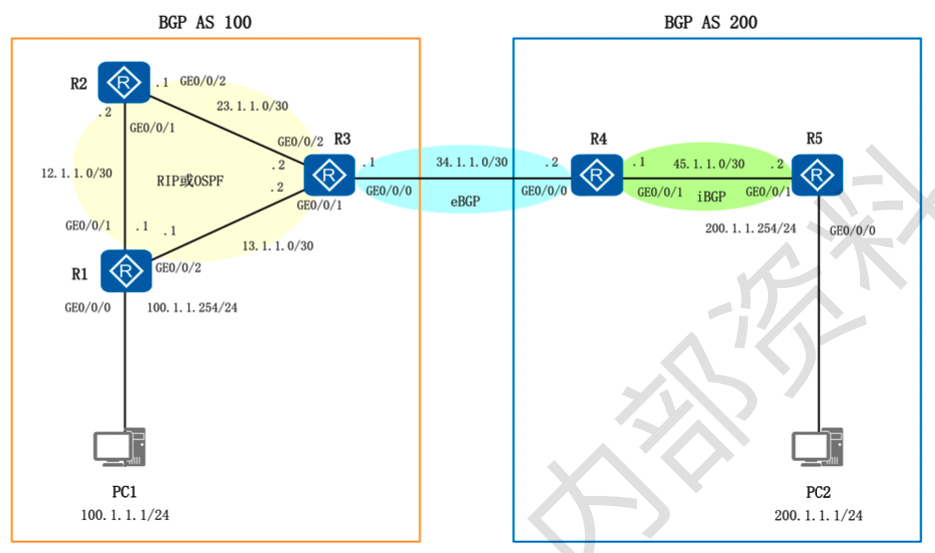 BGP AS 100
BGP AS 200
R2
.1
GE0/0/2
.2
GE0/0/1
23.1.1.0/30
GE0/0/2
R3
12.1.1.0/30
RIP或OSPF
.2
.2
.1
34.1.1.0/30
.2
R4
.1
45.1.1.0/30
.2
R5
GE0/0/0
eBGP
GE0/0/0
GE0/0/1
iBGP
GE0/0/1
GE0/0/1
GE0/0/1
.1
.1
13.1.1.0/30
200.1.1.254/24
GE0/0/0
R1
GE0/0/2
GE0/0/0
100.1.1.254/24
PC1
100.1.1.1/24
PC2
200.1.1.1/24
内部资料